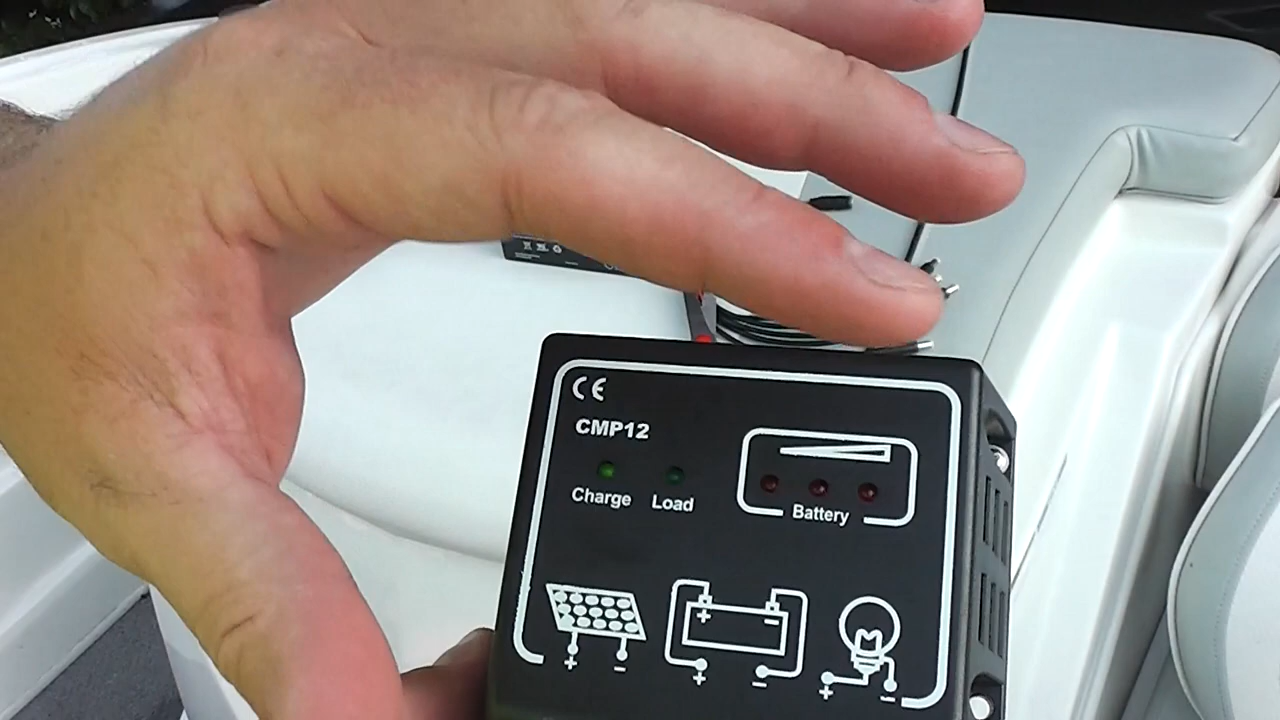 CE
CMP12
Charge Load
Battery
+ - + - + -